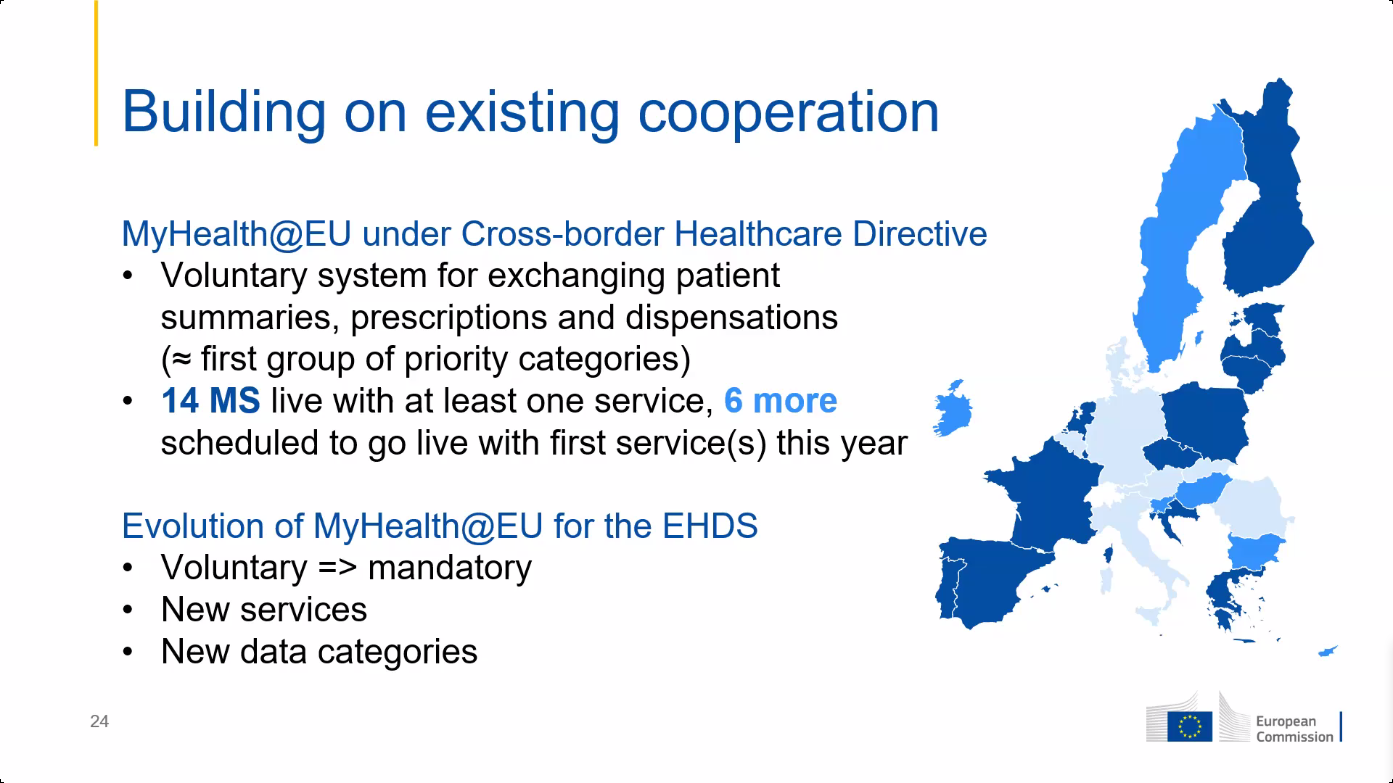 Building on existing cooperation
MyHealth@EU under Cross-border Healthcare Directive
• Voluntary system for exchanging patient
summaries, prescriptions and dispensations
(≈ first group of priority categories)
• 14 MS live with at least one service, 6 more
scheduled to go live with first service(s) this year
Evolution of MyHealth@EU for the EHDS
• Voluntary => mandatory
• New services
• New data categories
24
European
Commission